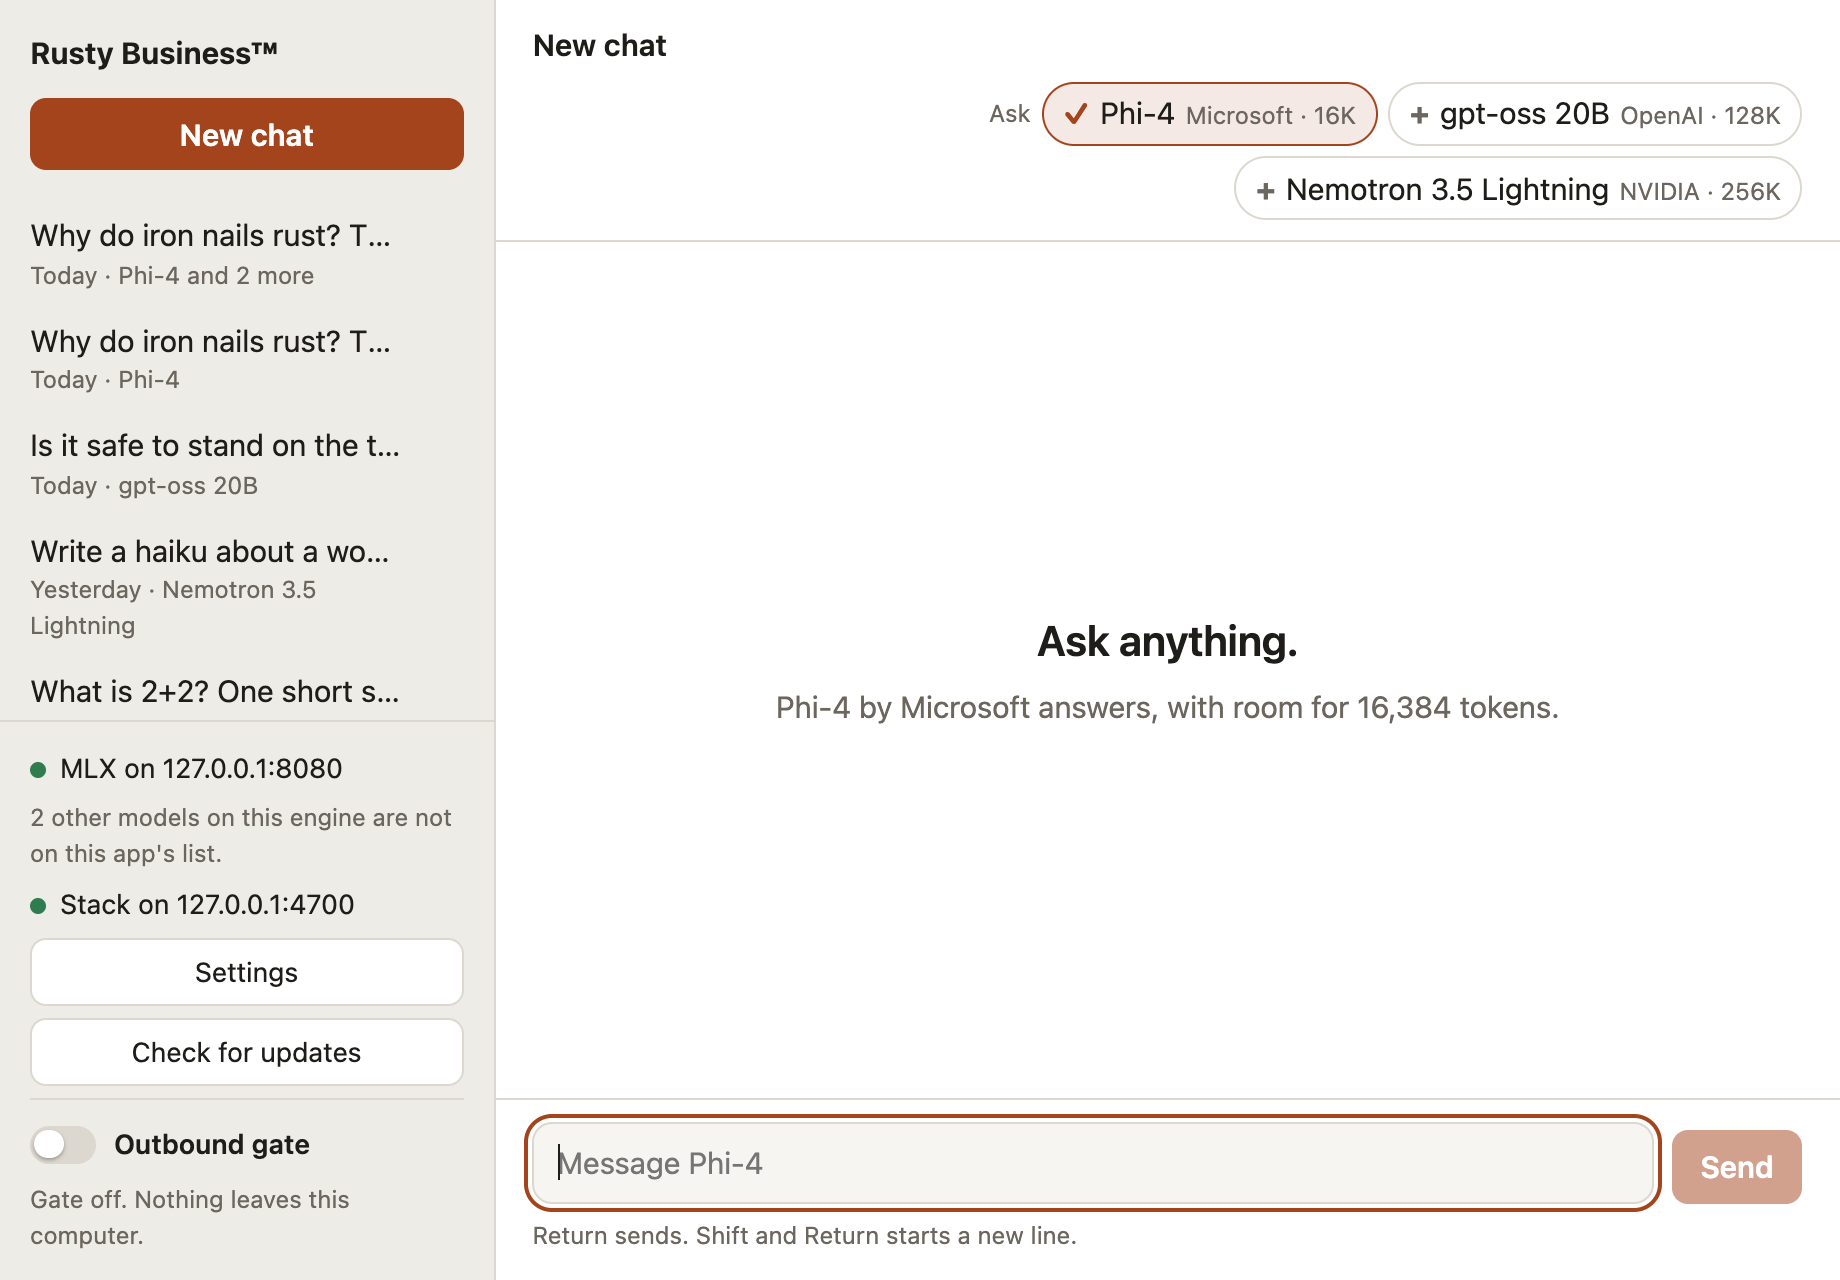 Rusty Business™
New chat
Why do iron nails rust? T...
Today · Phi-4 and 2 more
Why do iron nails rust? T...
Today · Phi-4
Is it safe to stand on the t...
Today · gpt-oss 20B
Write a haiku about a wo...
Yesterday · Nemotron 3.5
Lightning
What is 2+2? One short s...
MLX on 127.0.0.1:8080
2 other models on this engine are not
on this app's list.
Stack on 127.0.0.1:4700
Settings
Check for updates
Outbound gate
Gate off. Nothing leaves this
computer.
New chat
Ask ✓ Phi-4 Microsoft · 16K + gpt-oss 20B OpenAI · 128K
+ Nemotron 3.5 Lightning NVIDIA · 256K
Ask anything.
Phi-4 by Microsoft answers, with room for 16,384 tokens.
Message Phi-4
Send
Return sends. Shift and Return starts a new line.